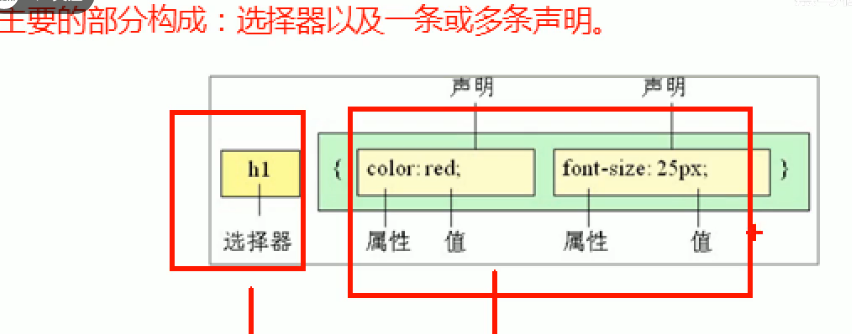 主要的部分构成：选择器以及一条或多条声明。
声明 声明
h1 { color: red; font-size: 25px; }
选择器 属性 值 属性 值